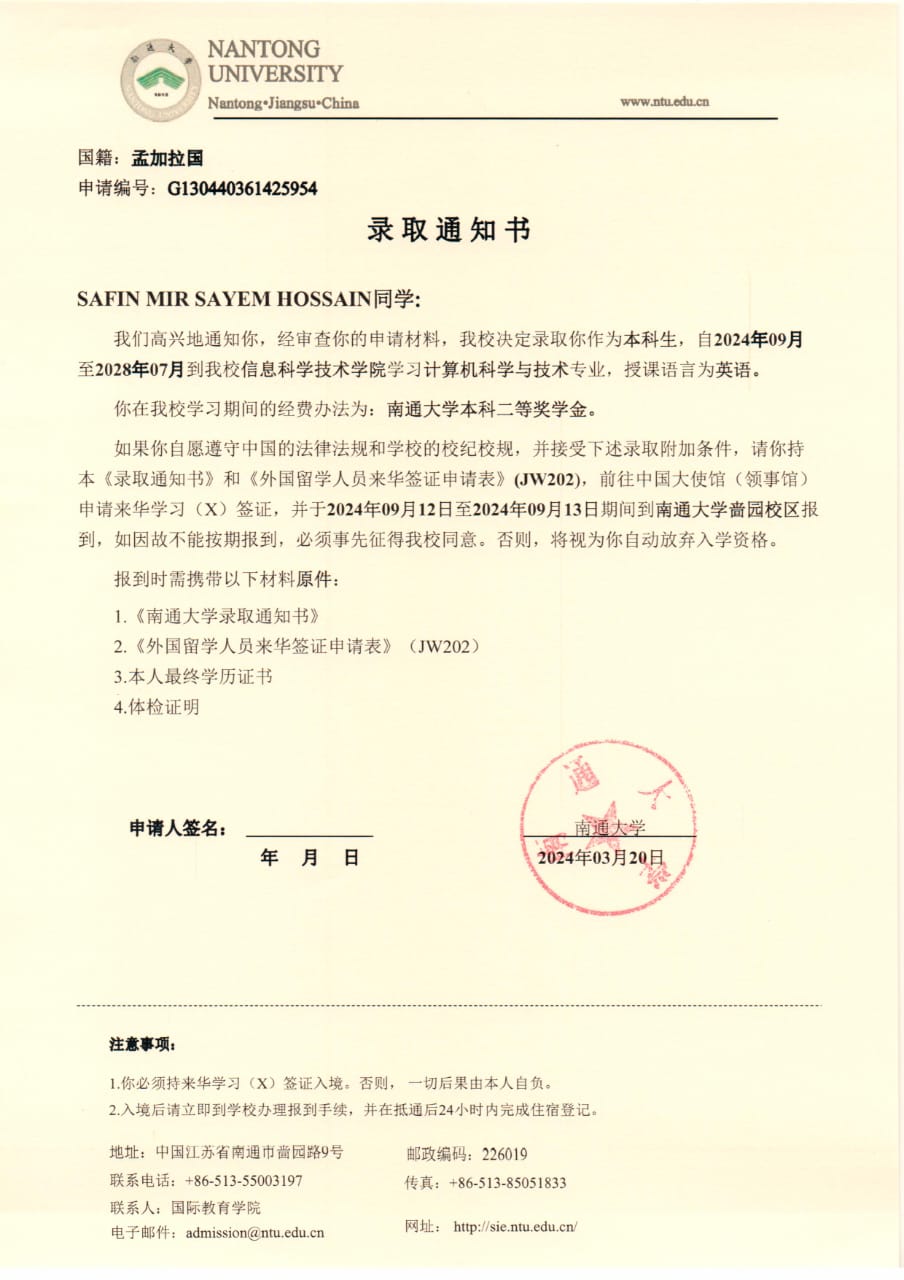 南通大学
NANTONG UNIVERSITY
NANTONG
UNIVERSITY
Nantong•Jiangsu•China
www.ntu.edu.cn
国籍：孟加拉国
申请编号：G130440361425954
录取通知书
SAFIN MIR SAYEM HOSSAIN同学:
我们高兴地通知你，经审查你的申请材料，我校决定录取你作为本科生，自2024年09月
至2028年07月到我校信息科学技术学院学习计算机科学与技术专业，授课语言为英语。
你在我校学习期间的经费办法为：南通大学本科二等奖学金。
如果你自愿遵守中国的法律法规和学校的校纪校规，并接受下述录取附加条件，请你持
本《录取通知书》和《外国留学人员来华签证申请表》(JW202)，前往中国大使馆（领事馆）
申请来华学习（X）签证，并于2024年09月12日至2024年09月13日期间到南通大学啬园校区报
到，如因故不能按期报到，必须事先征得我校同意。否则，将视为你自动放弃入学资格。
报到时需携带以下材料原件：
1.《南通大学录取通知书》
2.《外国留学人员来华签证申请表》（JW202）
3.本人最终学历证书
4.体检证明
申请人签名：
年 月 日
南通大学
2024年03月20日
通大
注意事项：
1.你必须持来华学习（X）签证入境。否则， 一切后果由本人自负。
2.入境后请立即到学校办理报到手续，并在抵通后24小时内完成住宿登记。
地址：中国江苏省南通市啬园路9号
邮政编码：226019
联系电话：+86-513-55003197
传真：+86-513-85051833
联系人：国际教育学院
电子邮件：admission@ntu.edu.cn
网址： http://sie.ntu.edu.cn/